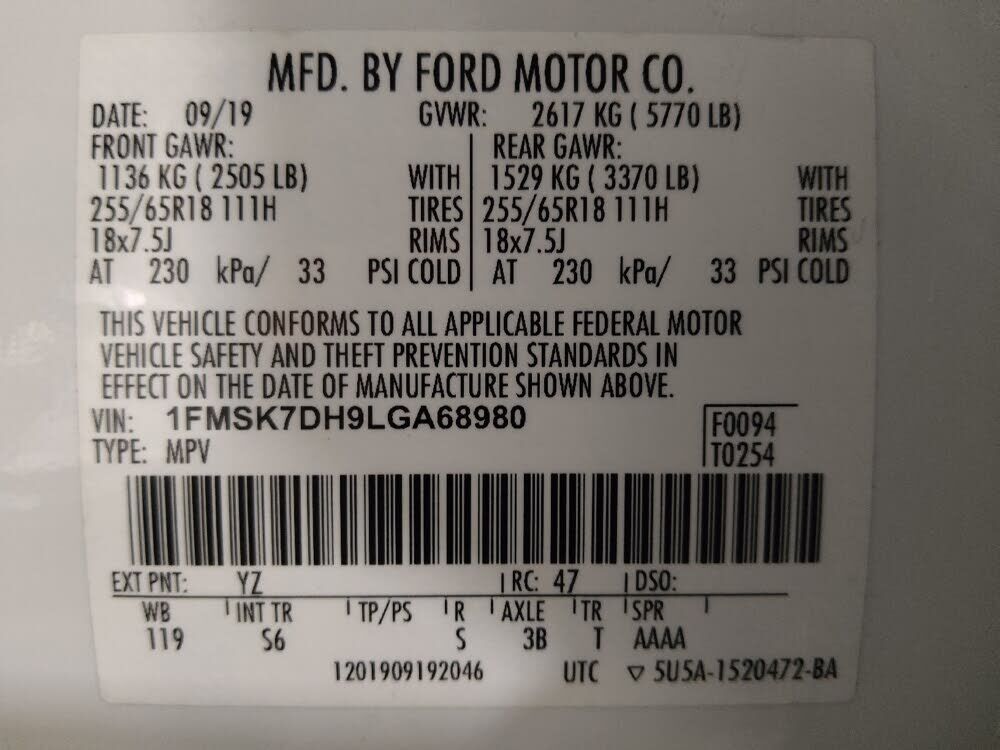 MFD. BY FORD MOTOR CO.
DATE: 09/19 GVWR: 2617 KG ( 5770 LB)
FRONT GAWR: REAR GAWR:
1136 KG ( 2505 LB) WITH 1529 KG ( 3370 LB) WITH
255/65R18 111H TIRES 255/65R18 111H TIRES
18x7.5J RIMS 18x7.5J RIMS
AT 230 kPa/ 33 PSI COLD AT 230 kPa/ 33 PSI COLD
THIS VEHICLE CONFORMS TO ALL APPLICABLE FEDERAL MOTOR
VEHICLE SAFETY AND THEFT PREVENTION STANDARDS IN
EFFECT ON THE DATE OF MANUFACTURE SHOWN ABOVE.
VIN: 1FMSK7DH9LGA68980 F0094
TYPE: MPV T0254
EXT PNT: YZ RC: 47 DSO:
WB INT TR TP/PS R AXLE TR SPR
119 S6 S 3B T AAAA
1201909192046 UTC ▽ 5U5A-1520472-BA